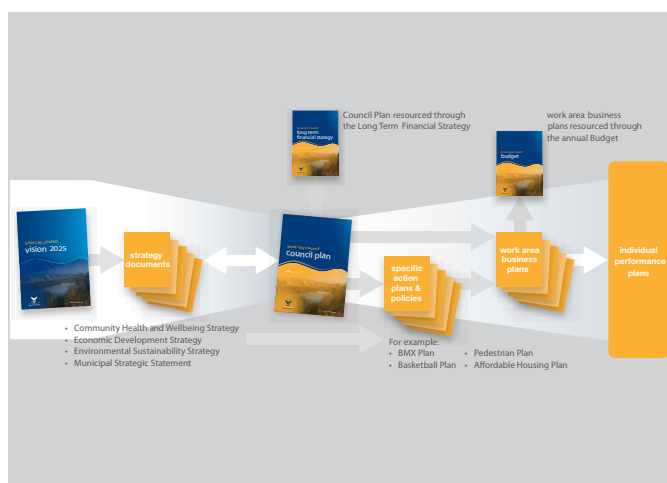 Council Plan resourced through
the Long Term Financial Strategy
long term
financial strategy
work area business
plans resourced through
the annual Budget
budget
vision 2025
strategy
documents
council plan
specific
action
plans &
policies
work area
business
plans
individual
performance
plans
• Community Health and Wellbeing Strategy
• Economic Development Strategy
• Environmental Sustainability Strategy
• Municipal Strategic Statement
For example:
• BMX Plan
• Pedestrian Plan
• Basketball Plan
• Affordable Housing Plan